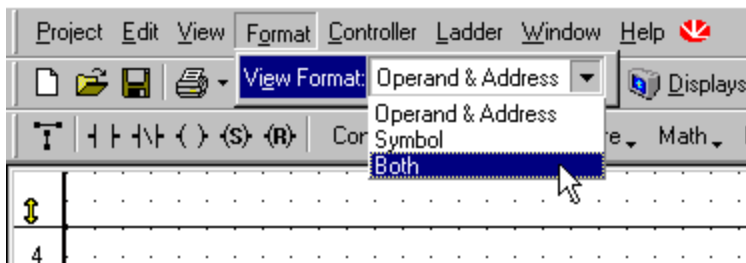 Project Edit View Format Controller Ladder Window Help
View Format: Operand & Address Displays
Operand & Address
(S) (R) Math
Symbol
Both
4